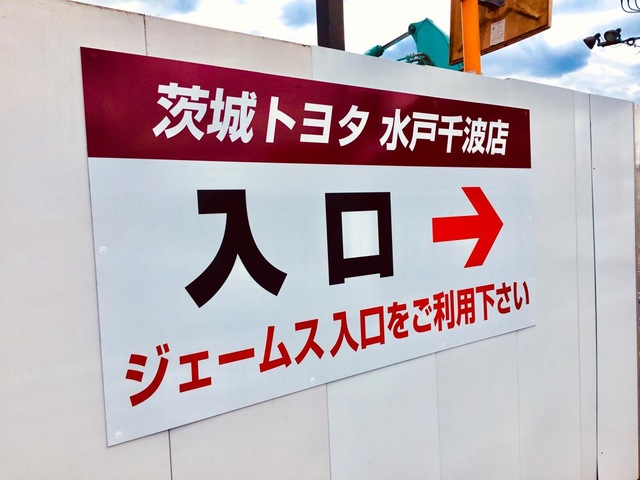 茨城トヨタ 水戸千波店
入口 →
ジェームス入口をご利用下さい